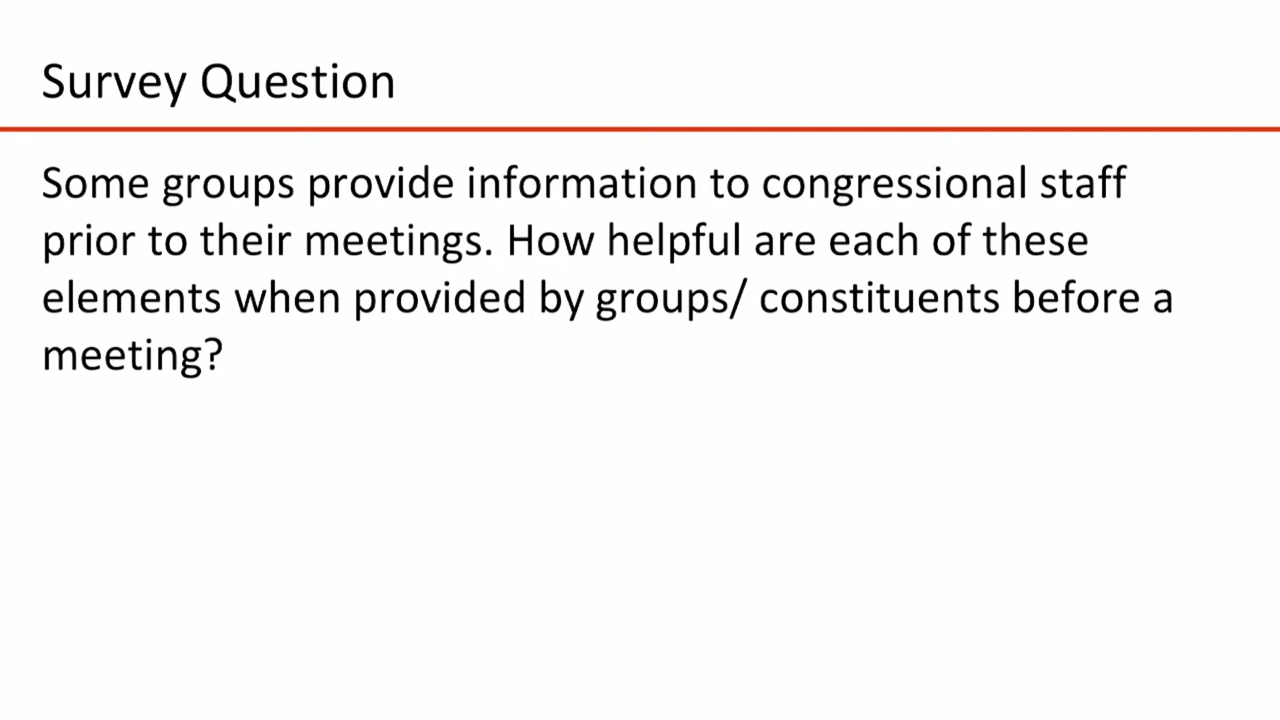 Survey Question
Some groups provide information to congressional staff
prior to their meetings. How helpful are each of these
elements when provided by groups/ constituents before a
meeting?